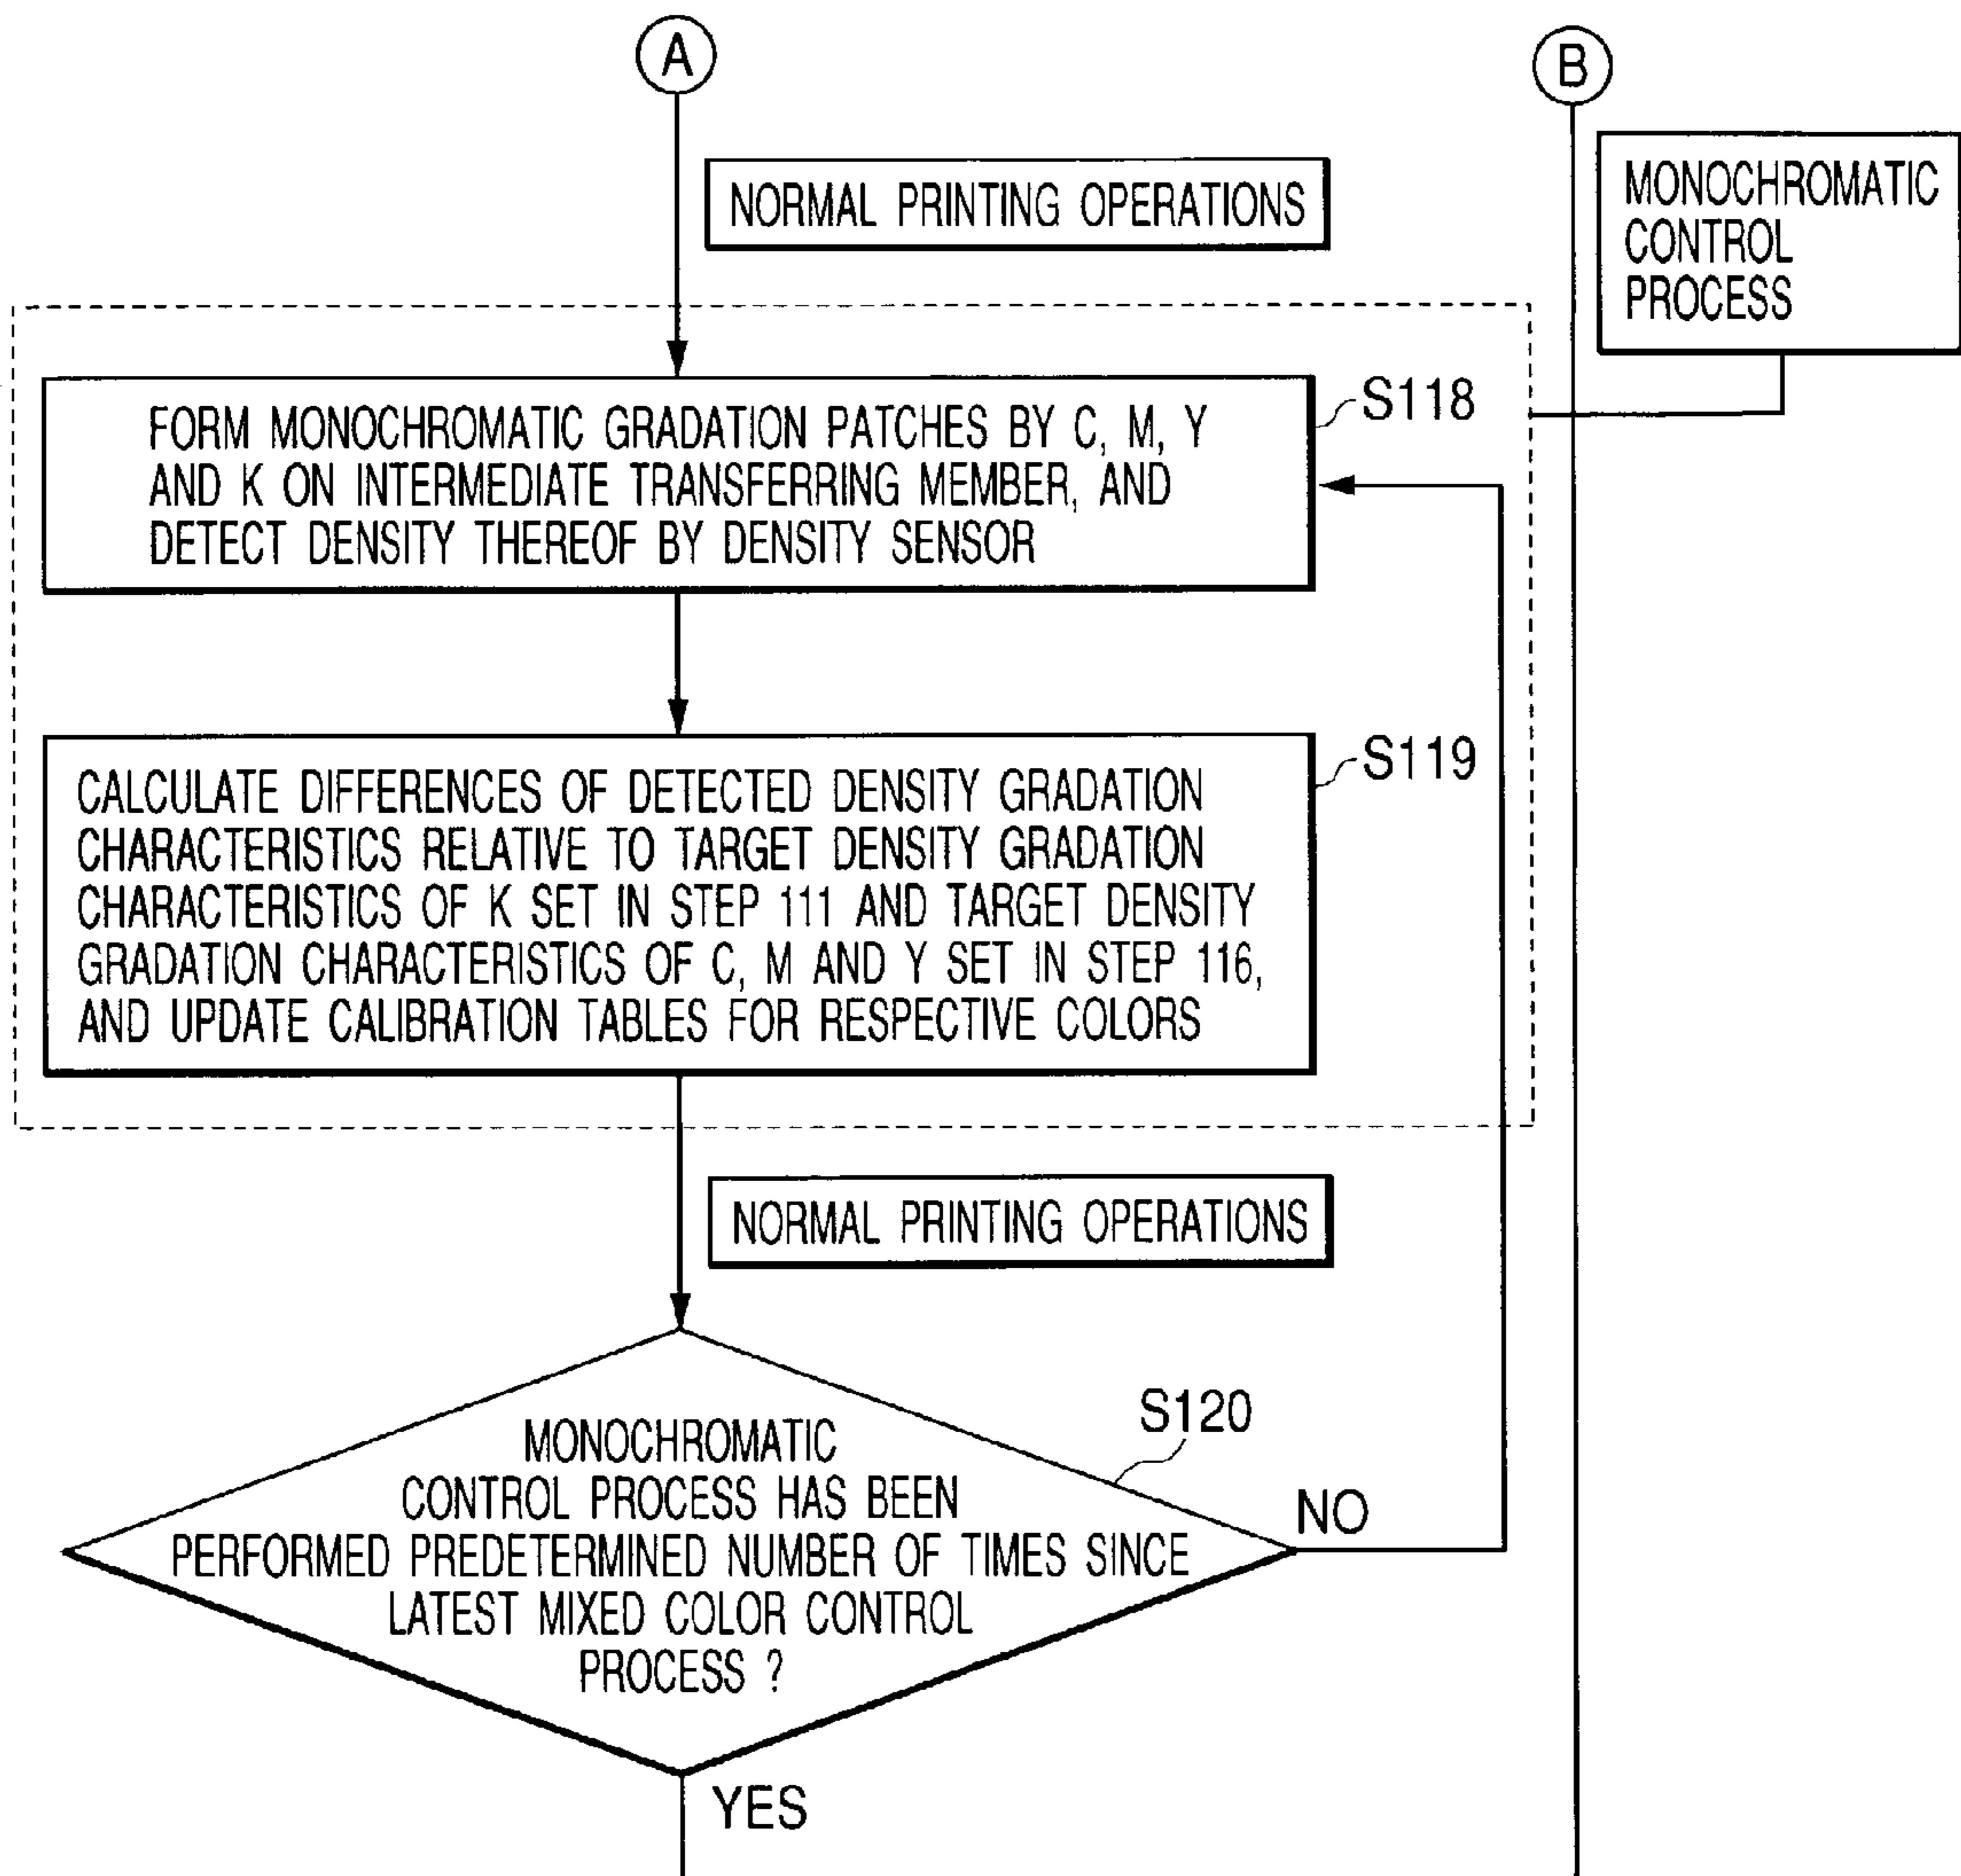 A
B
NORMAL PRINTING OPERATIONS
MONOCHROMATIC
CONTROL
PROCESS
S118
FORM MONOCHROMATIC GRADATION PATCHES BY C, M, Y
AND K ON INTERMEDIATE TRANSFERRING MEMBER, AND
DETECT DENSITY THEREOF BY DENSITY SENSOR
S119
CALCULATE DIFFERENCES OF DETECTED DENSITY GRADATION
CHARACTERISTICS RELATIVE TO TARGET DENSITY GRADATION
CHARACTERISTICS OF K SET IN STEP 111 AND TARGET DENSITY
GRADATION CHARACTERISTICS OF C, M AND Y SET IN STEP 116,
AND UPDATE CALIBRATION TABLES FOR RESPECTIVE COLORS
NORMAL PRINTING OPERATIONS
S120
MONOCHROMATIC
CONTROL PROCESS HAS BEEN
PERFORMED PREDETERMINED NUMBER OF TIMES SINCE
LATEST MIXED COLOR CONTROL
PROCESS ?
NO
YES